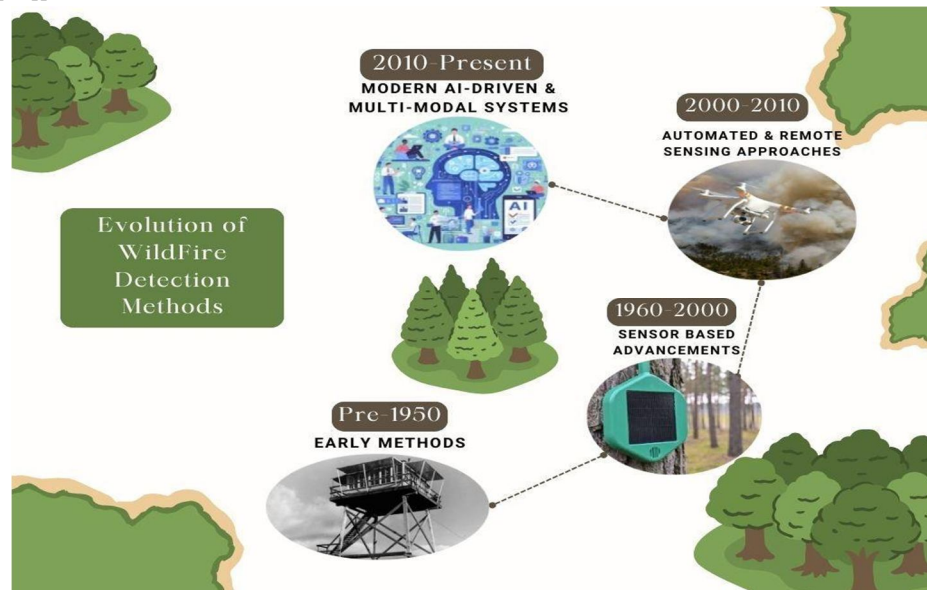 Evolution of
WildFire
Detection
Methods
2010-Present
MODERN AI-DRIVEN &
MULTI-MODAL SYSTEMS
AI
2000-2010
AUTOMATED & REMOTE
SENSING APPROACHES
1960-2000
SENSOR BASED
ADVANCEMENTS
Pre-1950
EARLY METHODS